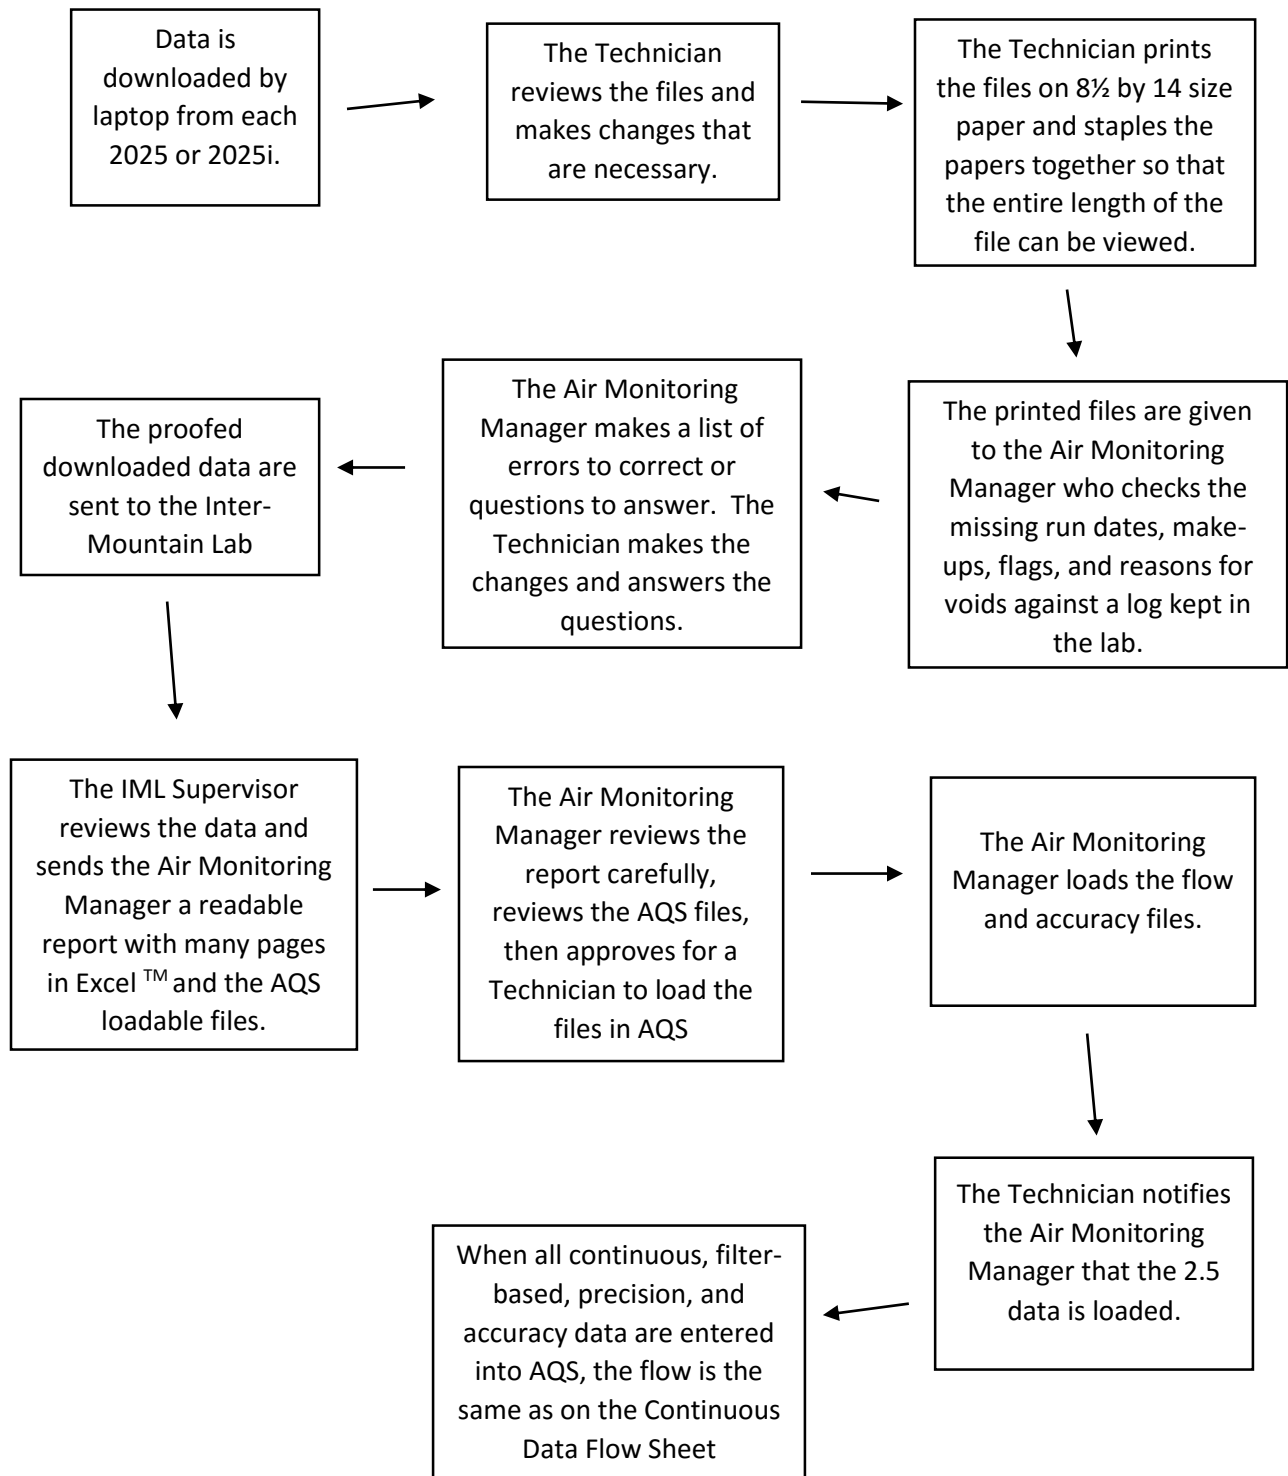 Data is
downloaded by
laptop from each
2025 or 2025i.
The Technician
reviews the files and
makes changes that
are necessary.
The Technician prints
the files on 8½ by 14 size
paper and staples the
papers together so that
the entire length of the
file can be viewed.
The printed files are given
to the Air Monitoring
Manager who checks the
missing run dates, make-
ups, flags, and reasons for
voids against a log kept in
the lab.
The Air Monitoring
Manager makes a list of
errors to correct or
questions to answer.  The
Technician makes the
changes and answers the
questions.
The proofed
downloaded data are
sent to the Inter-
Mountain Lab
The IML Supervisor
reviews the data and
sends the Air Monitoring
Manager a readable
report with many pages
in Excel ™ and the AQS
loadable files.
The Air Monitoring
Manager reviews the
report carefully,
reviews the AQS files,
then approves for a
Technician to load the
files in AQS
The Air Monitoring
Manager loads the flow
and accuracy files.
The Technician notifies
the Air Monitoring
Manager that the 2.5
data is loaded.
When all continuous, filter-
based, precision, and
accuracy data are entered
into AQS, the flow is the
same as on the Continuous
Data Flow Sheet